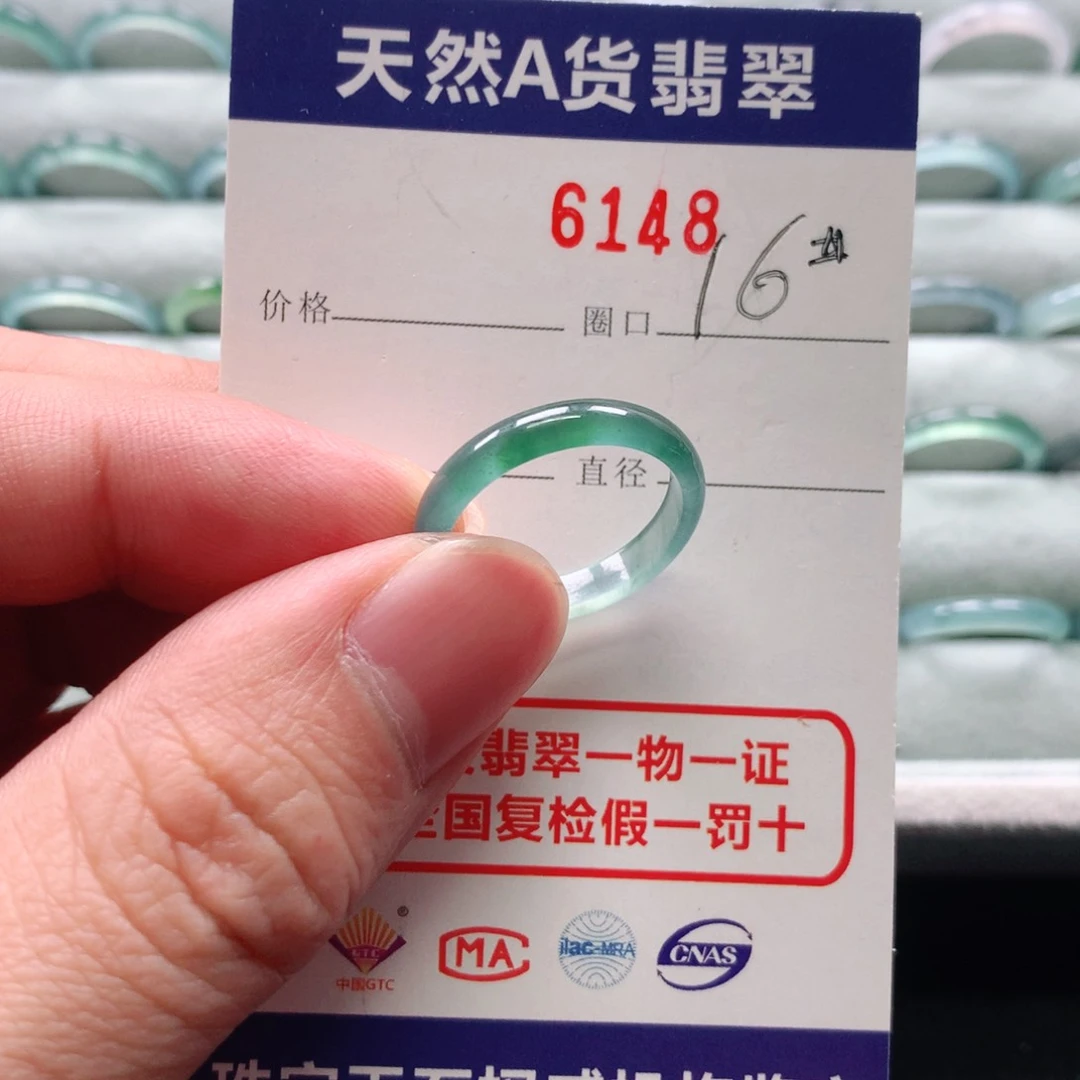 天然A货翡翠
6148
价格 圈口 16
直径
翡翠一物一证
国复检假一罚十
GTC ® MA ilac-MRA CNAS
中国GTC